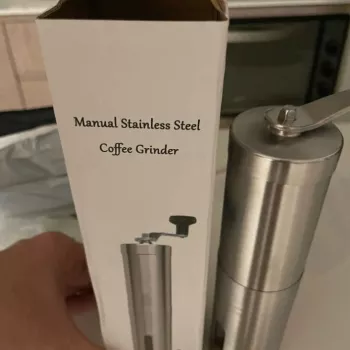 Manual Stainless Steel
Coffee Grinder